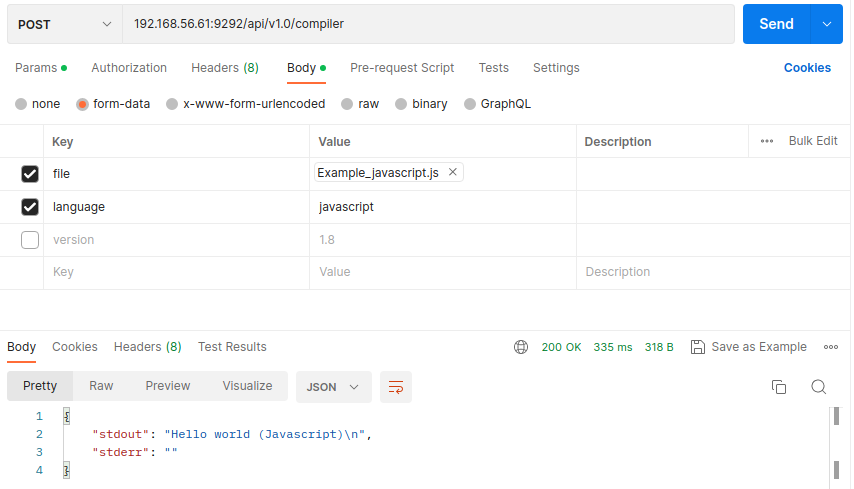 POST 192.168.56.61:9292/api/v1.0/compiler Send
Params Authorization Headers (8) Body Pre-request Script Tests Settings Cookies
none form-data x-www-form-urlencoded raw binary GraphQL
Key Value Description Bulk Edit
file Example_javascript.js
language javascript
version 1.8
Key Value Description
Body Cookies Headers (8) Test Results 200 OK 335 ms 318 B Save as Example
Pretty Raw Preview Visualize JSON
1 {
2 "stdout": "Hello world (Javascript)\n",
3 "stderr": ""
4 }